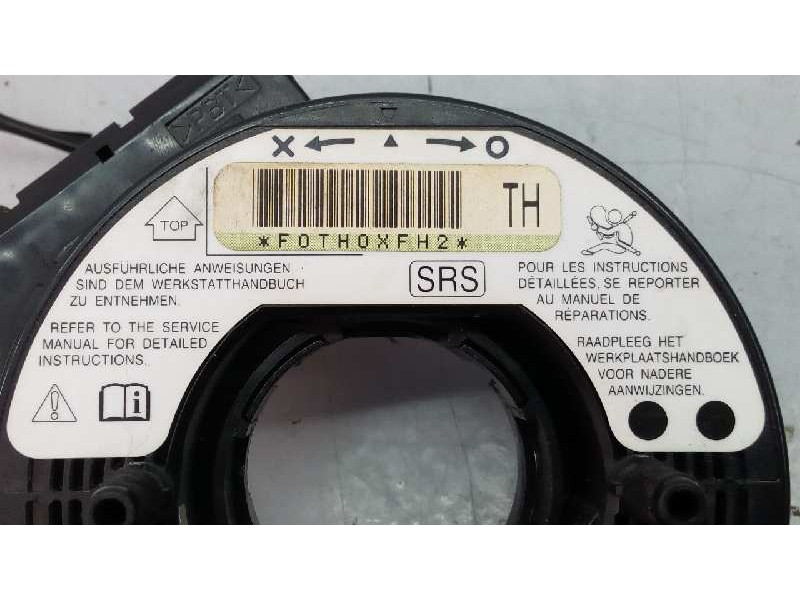 >PBT<
X ← ▲ → O
TH
*F0TH0XFH2*
TOP
SRS
AUSFÜHRLICHE ANWEISUNGEN
SIND DEM WERKSTATTHANDBUCH
ZU ENTNEHMEN.
REFER TO THE SERVICE
MANUAL FOR DETAILED
INSTRUCTIONS.
POUR LES INSTRUCTIONS
DÉTAILLÉES, SE REPORTER
AU MANUEL DE
RÉPARATIONS.
RAADPLEEG HET
WERKPLAATSHANDBOEK
VOOR NADERE
AANWIJZINGEN.